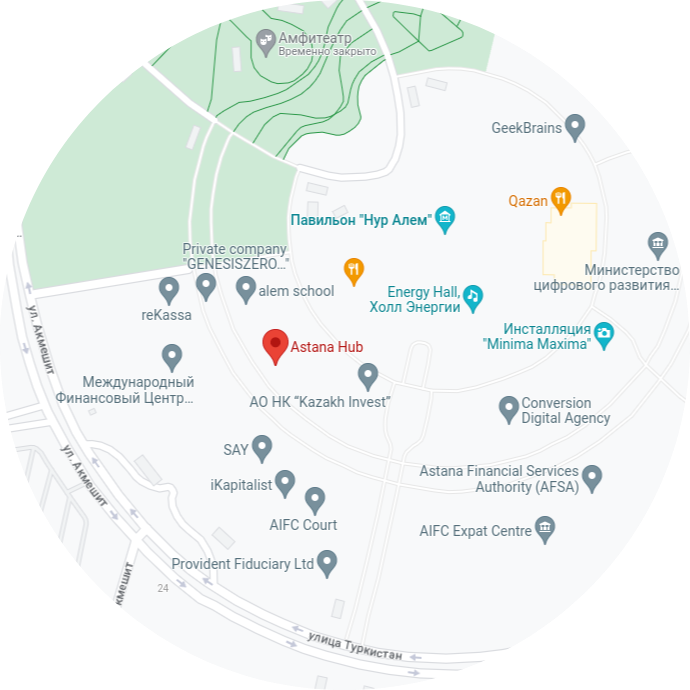 Амфитеатр
Временно закрыто
GeekBrains
Qazan
Павильон "Нур Алем"
Private company
"GENESISZERO…"
Министерство
цифрового развития…
alem school
Energy Hall,
Холл Энергии
reKassa
Инсталляция
"Minima Maxima"
ул. Акмешит
Astana Hub
Международный
Финансовый Центр…
АО НК “Kazakh Invest”
Conversion
Digital Agency
SAY
ул. Акмешит
iKapitalist
Astana Financial Services
Authority (AFSA)
AIFC Court
AIFC Expat Centre
Provident Fiduciary Ltd
кмешит
24
улица Туркистан